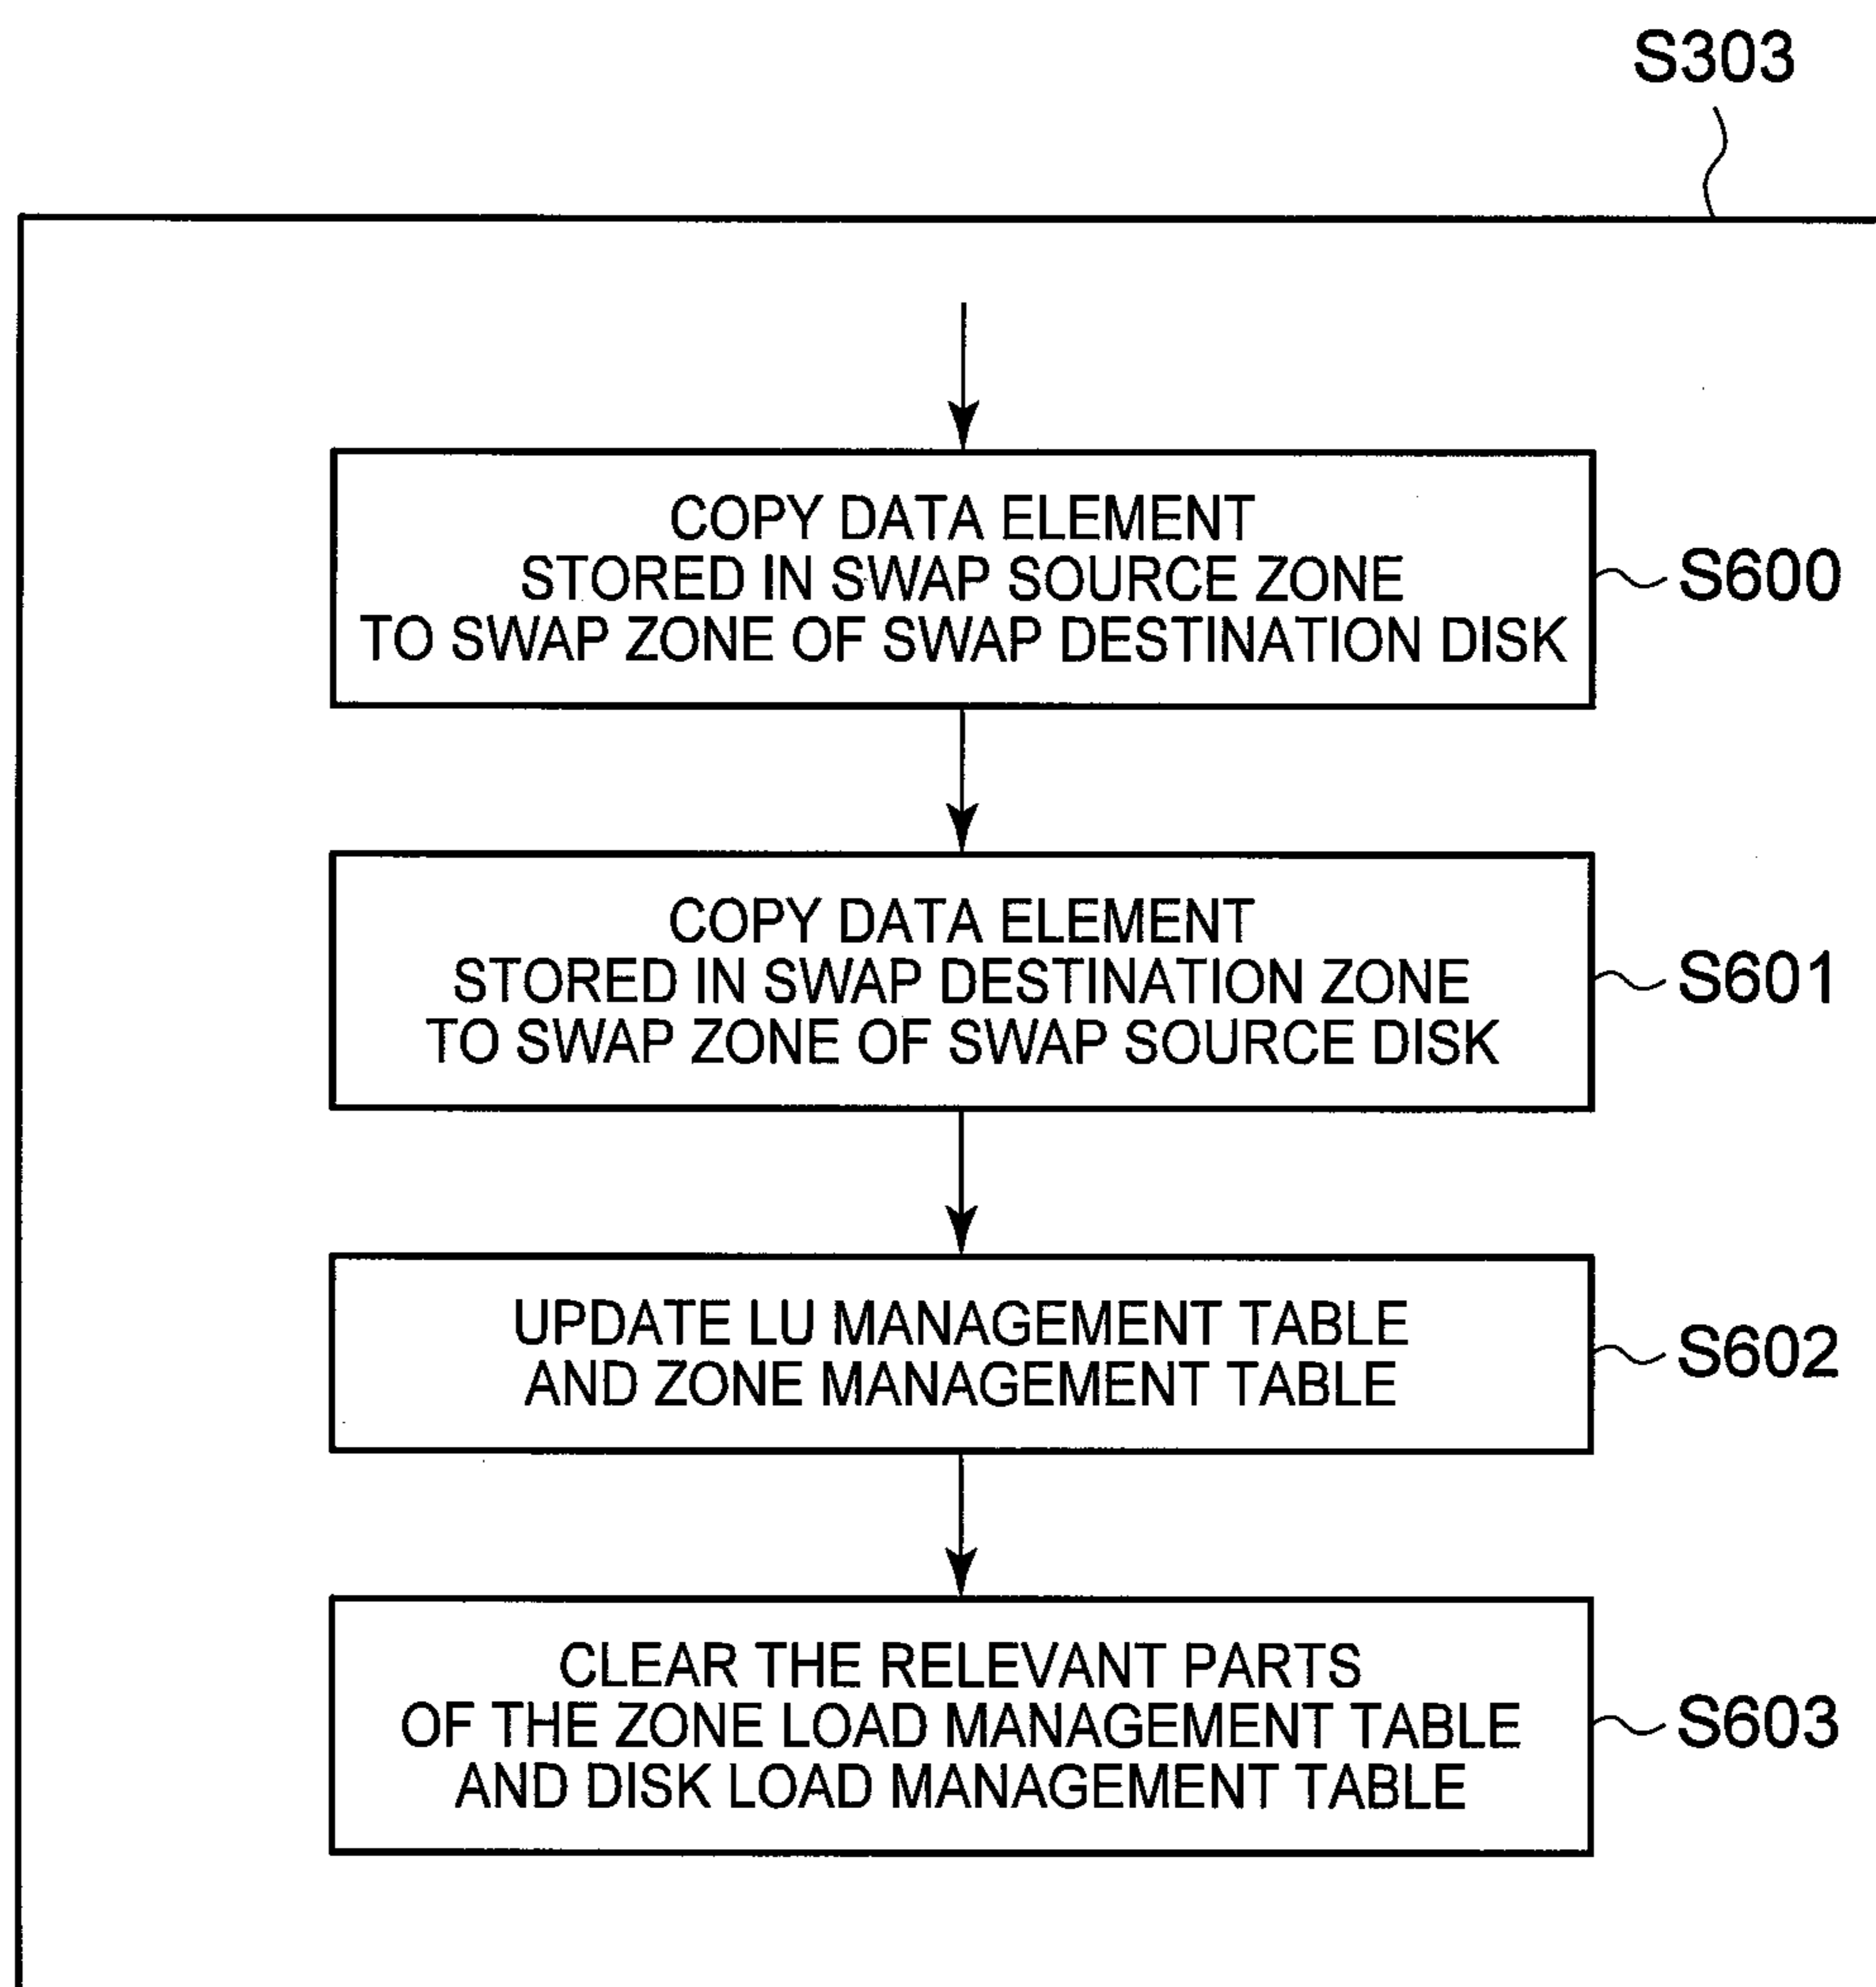 S303
COPY DATA ELEMENT
STORED IN SWAP SOURCE ZONE
TO SWAP ZONE OF SWAP DESTINATION DISK
S600
COPY DATA ELEMENT
STORED IN SWAP DESTINATION ZONE
TO SWAP ZONE OF SWAP SOURCE DISK
S601
UPDATE LU MANAGEMENT TABLE
AND ZONE MANAGEMENT TABLE
S602
CLEAR THE RELEVANT PARTS
OF THE ZONE LOAD MANAGEMENT TABLE
AND DISK LOAD MANAGEMENT TABLE
S603